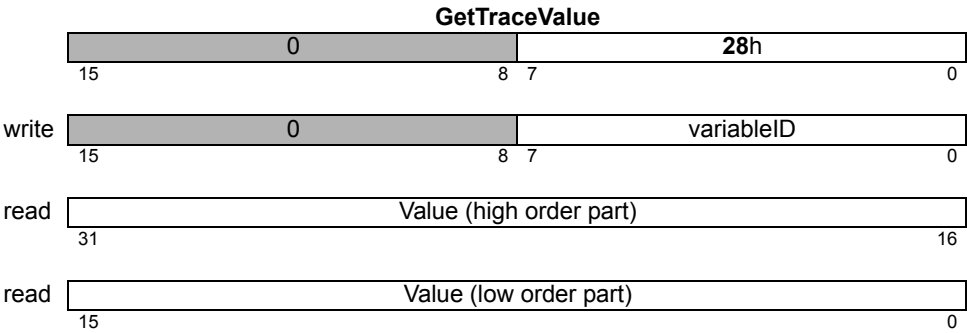 GetTraceValue
0 28h
15 8 7 0
write 0 variableID
15 8 7 0
read Value (high order part)
31 16
read Value (low order part)
15 0